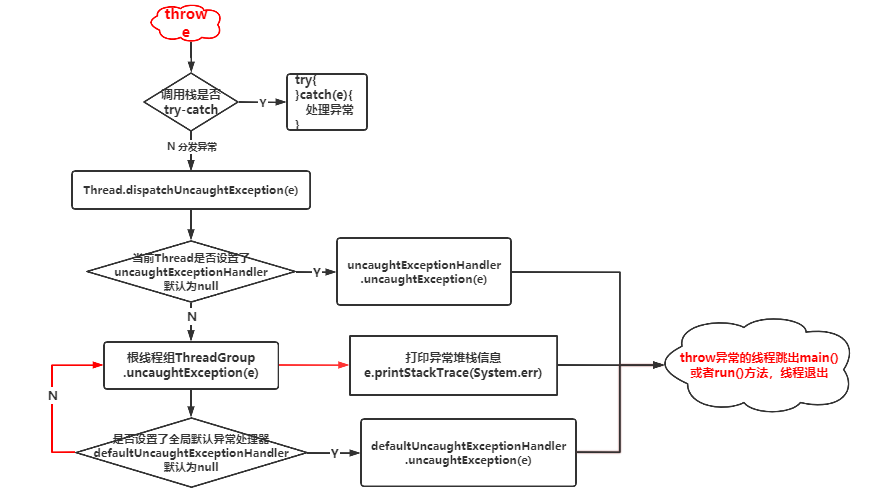 throw
e
调用栈是否
try-catch
Y
try{
}catch(e){
处理异常
}
N 分发异常
Thread.dispatchUncaughtException(e)
当前Thread是否设置了
uncaughtExceptionHandler
默认为null
Y
uncaughtExceptionHandler
.uncaughtException(e)
N
根线程组ThreadGroup
.uncaughtException(e)
打印异常堆栈信息
e.printStackTrace(System.err)
throw异常的线程跳出main()
或者run()方法，线程退出
N
是否设置了全局默认异常处理器
defaultUncaughtExceptionHandler
默认为null
Y
defaultUncaughtExceptionHandler
.uncaughtException(e)